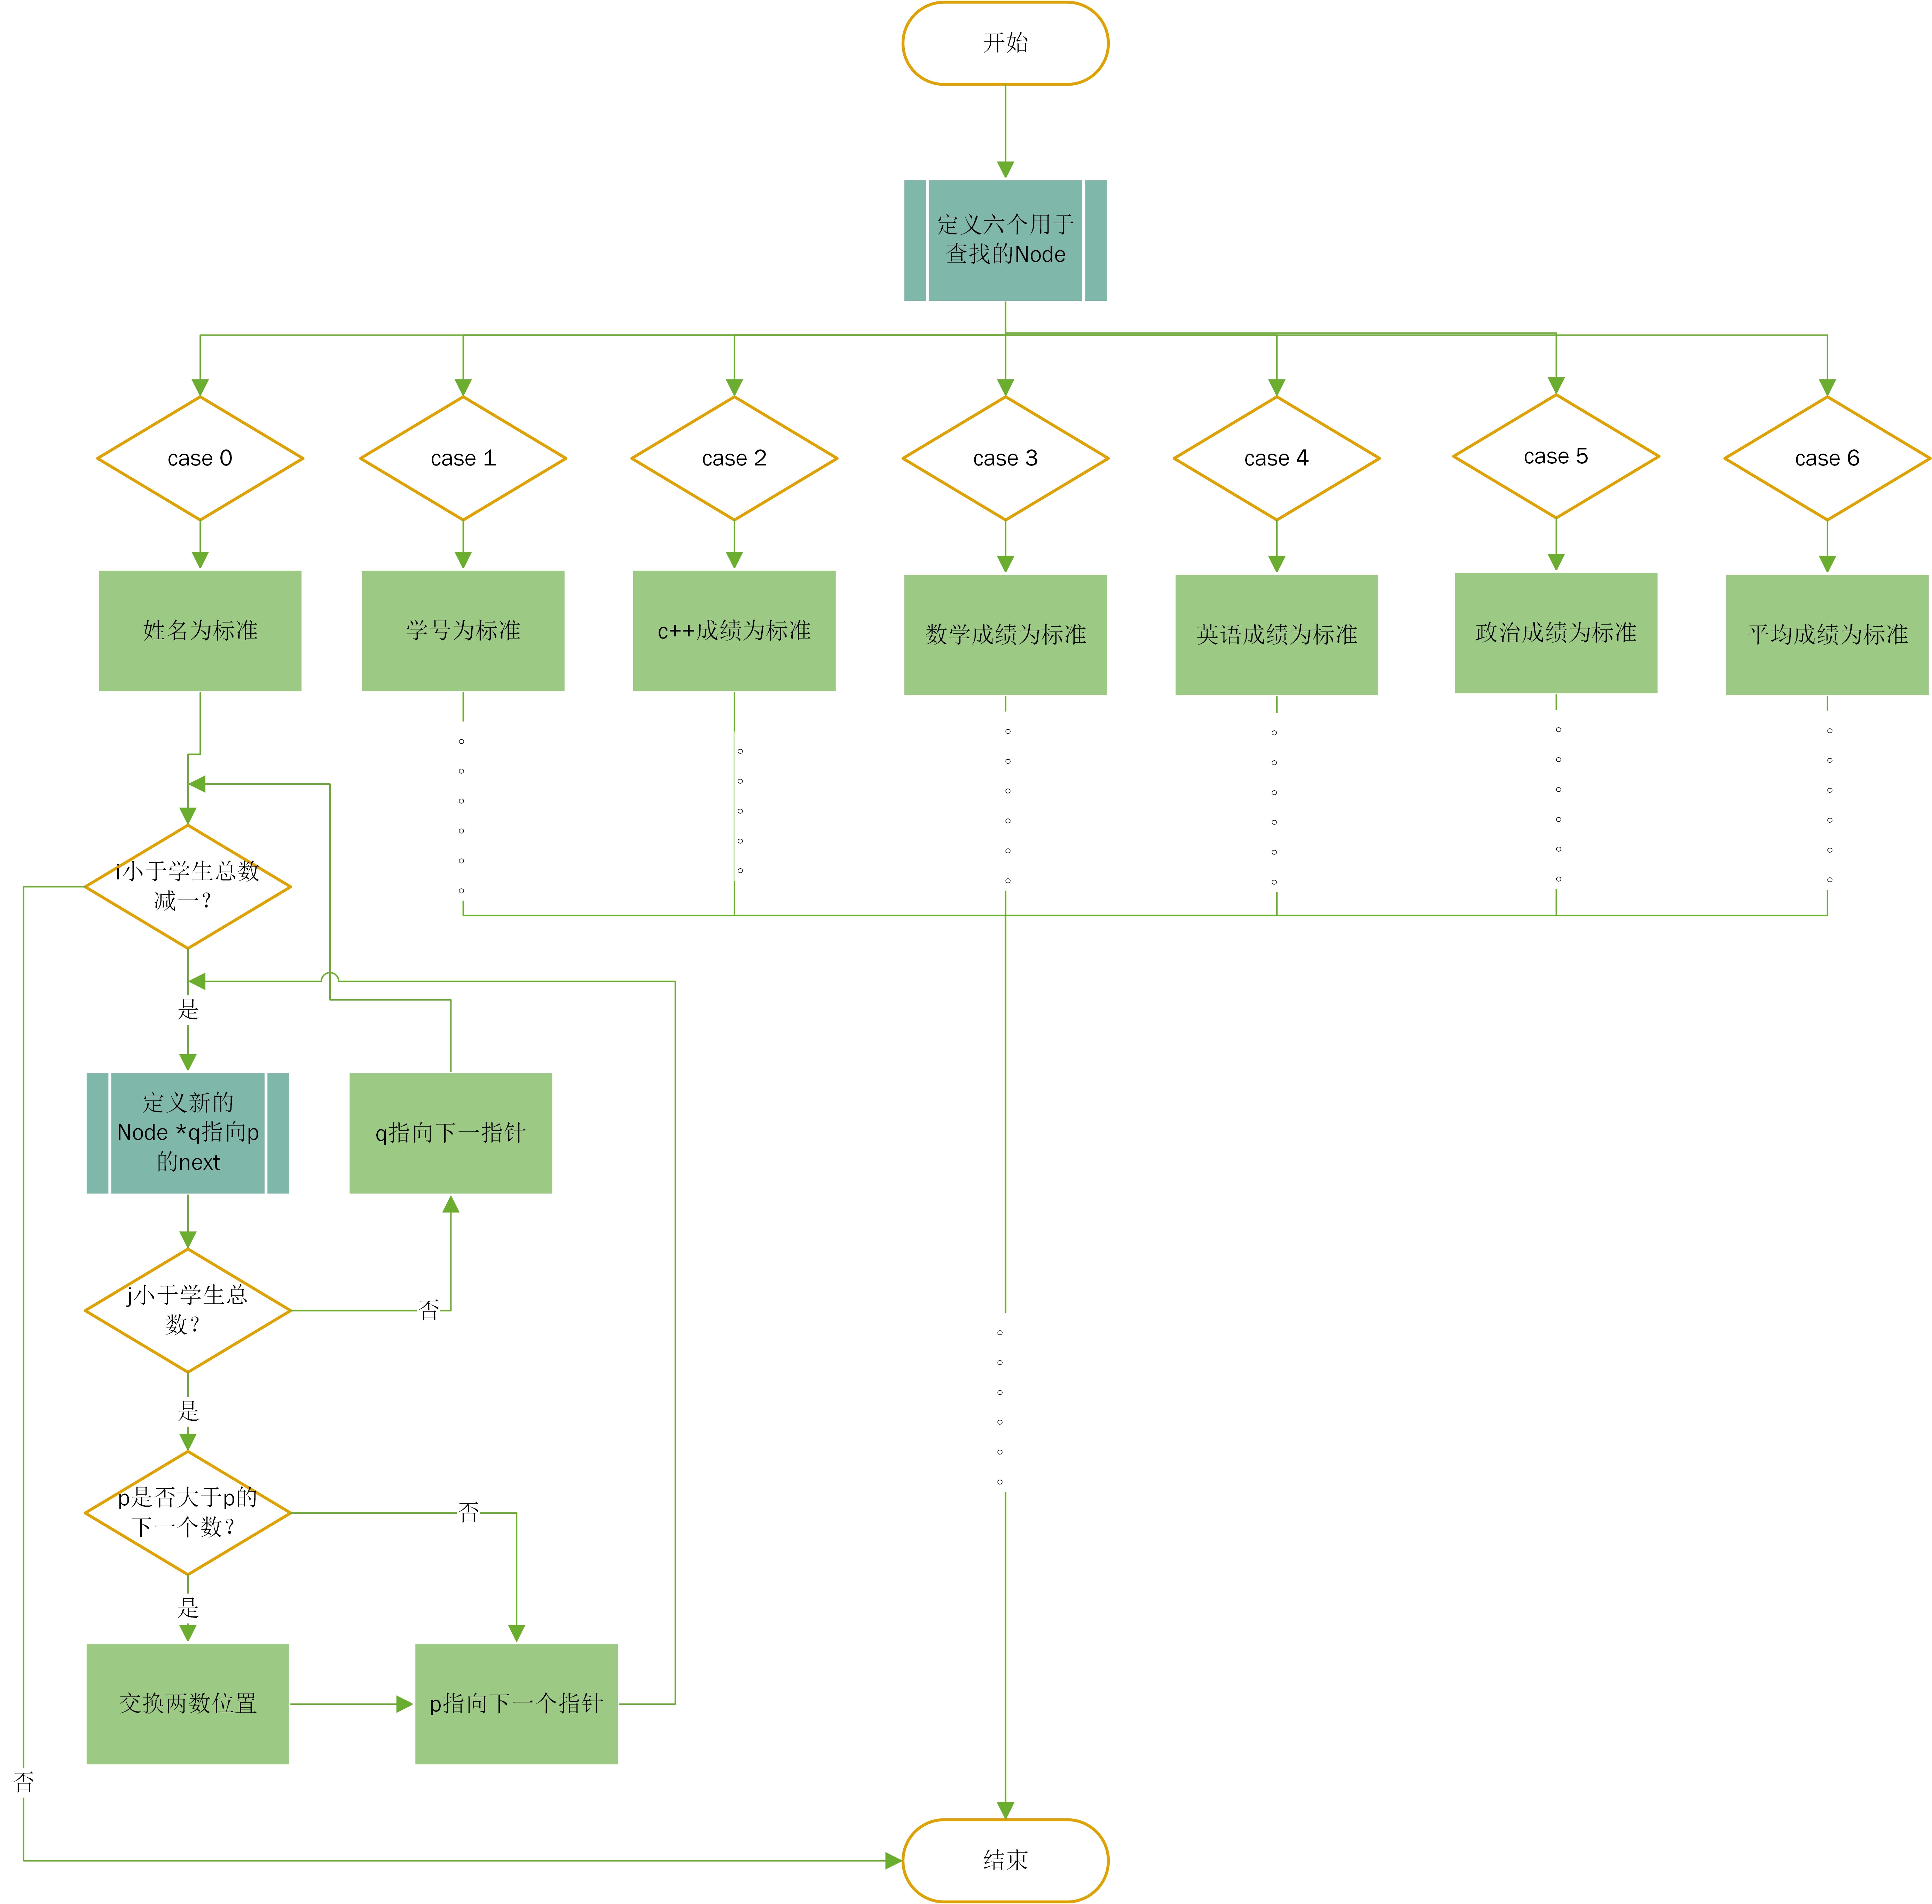 开始
定义六个用于
查找的Node
case 0
case 1
case 2
case 3
case 4
case 5
case 6
姓名为标准
学号为标准
c++成绩为标准
数学成绩为标准
英语成绩为标准
政治成绩为标准
平均成绩为标准
i小于学生总数
减一？
是
定义新的
Node *q指向p
的next
q指向下一指针
j小于学生总
数？
否
是
p是否大于p的
下一个数？
否
是
交换两数位置
p指向下一个指针
否
结束